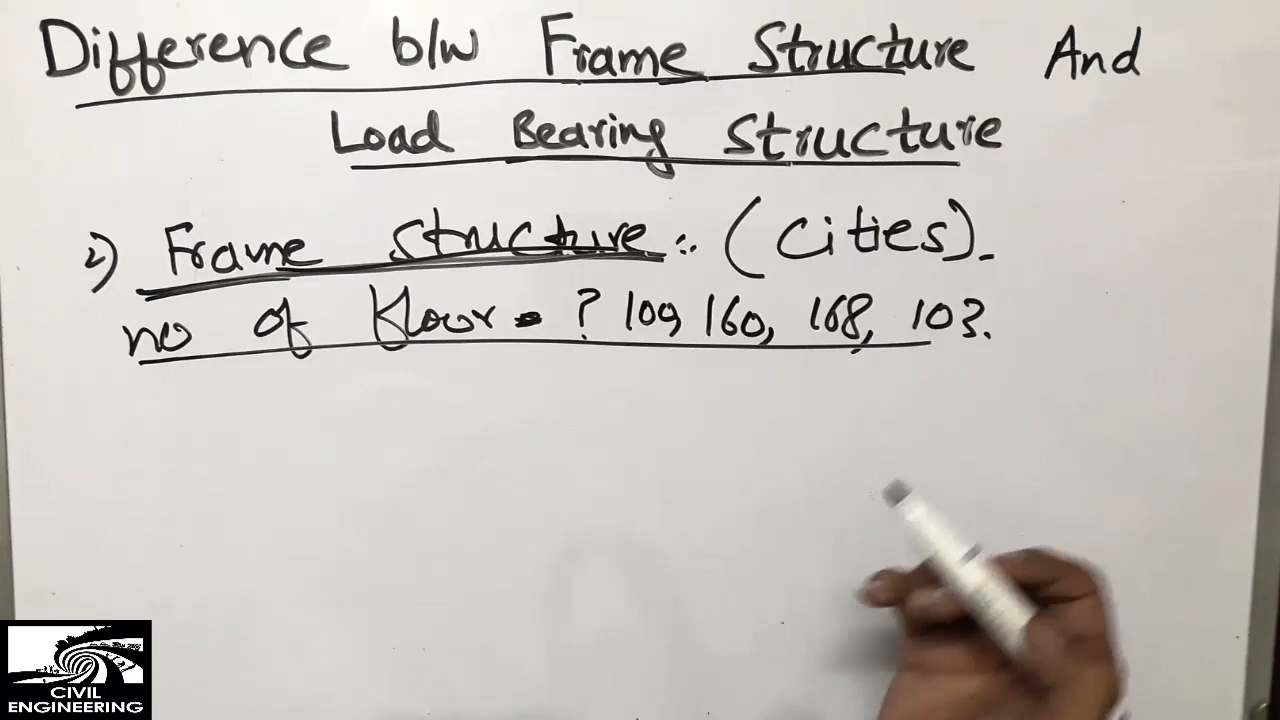 Difference b/w Frame Structure And
Load Bearing Structure
2) Frame Structure :. (Cities).
no of floor = ? 109, 160, 168, 103.
CIVIL
ENGINEERING